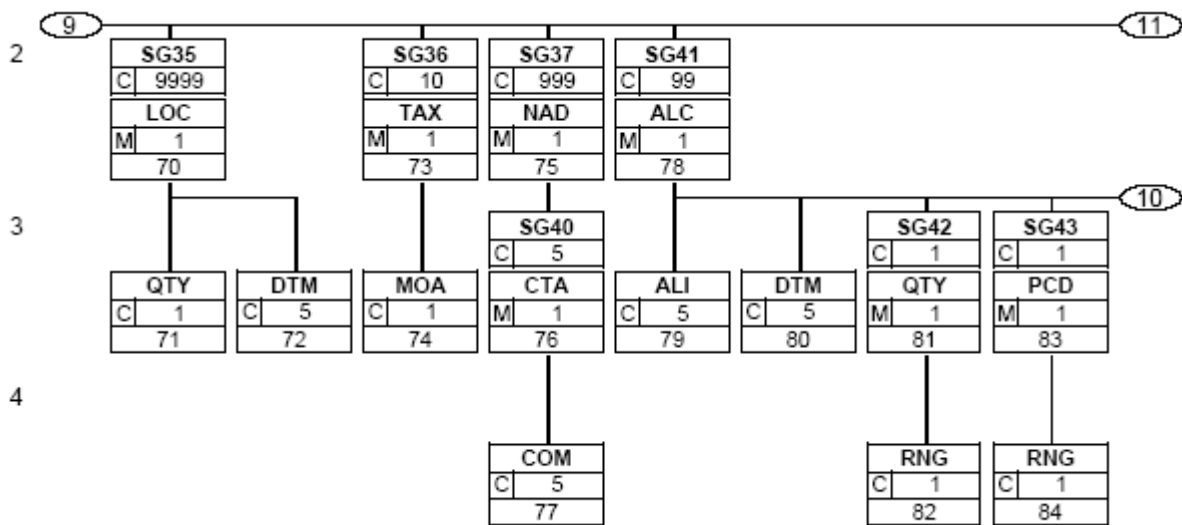 9 11
2 SG35 SG36 SG37 SG41
C 9999 C 10 C 999 C 99
LOC TAX NAD ALC
M 1 M 1 M 1 M 1
70 73 75 78
10
3 SG40 SG42 SG43
C 5 C 1 C 1
QTY DTM MOA CTA ALI DTM QTY PCD
C 1 C 5 C 1 M 1 C 5 C 5 M 1 M 1
71 72 74 76 79 80 81 83
4
COM RNG RNG
C 5 C 1 C 1
77 82 84